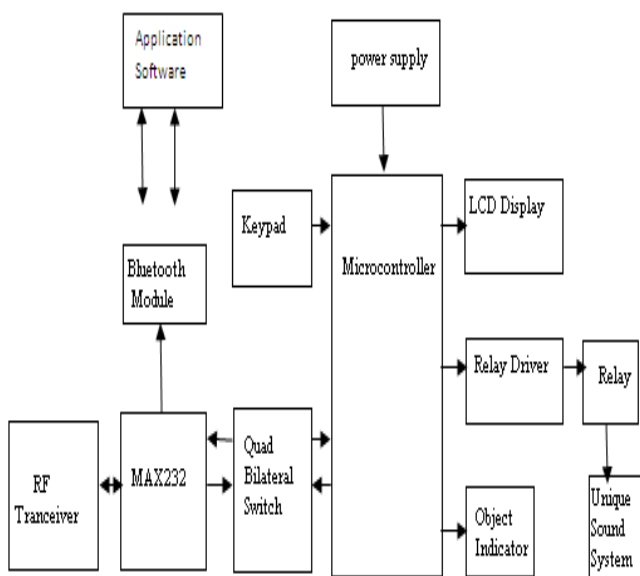 Application
Software
power supply
Keypad
LCD Display
Microcontroller
Bluetooth
Module
Relay Driver
Relay
RF
Tranceiver
MAX232
Quad
Bilateral
Switch
Object
Indicator
Unique
Sound
System